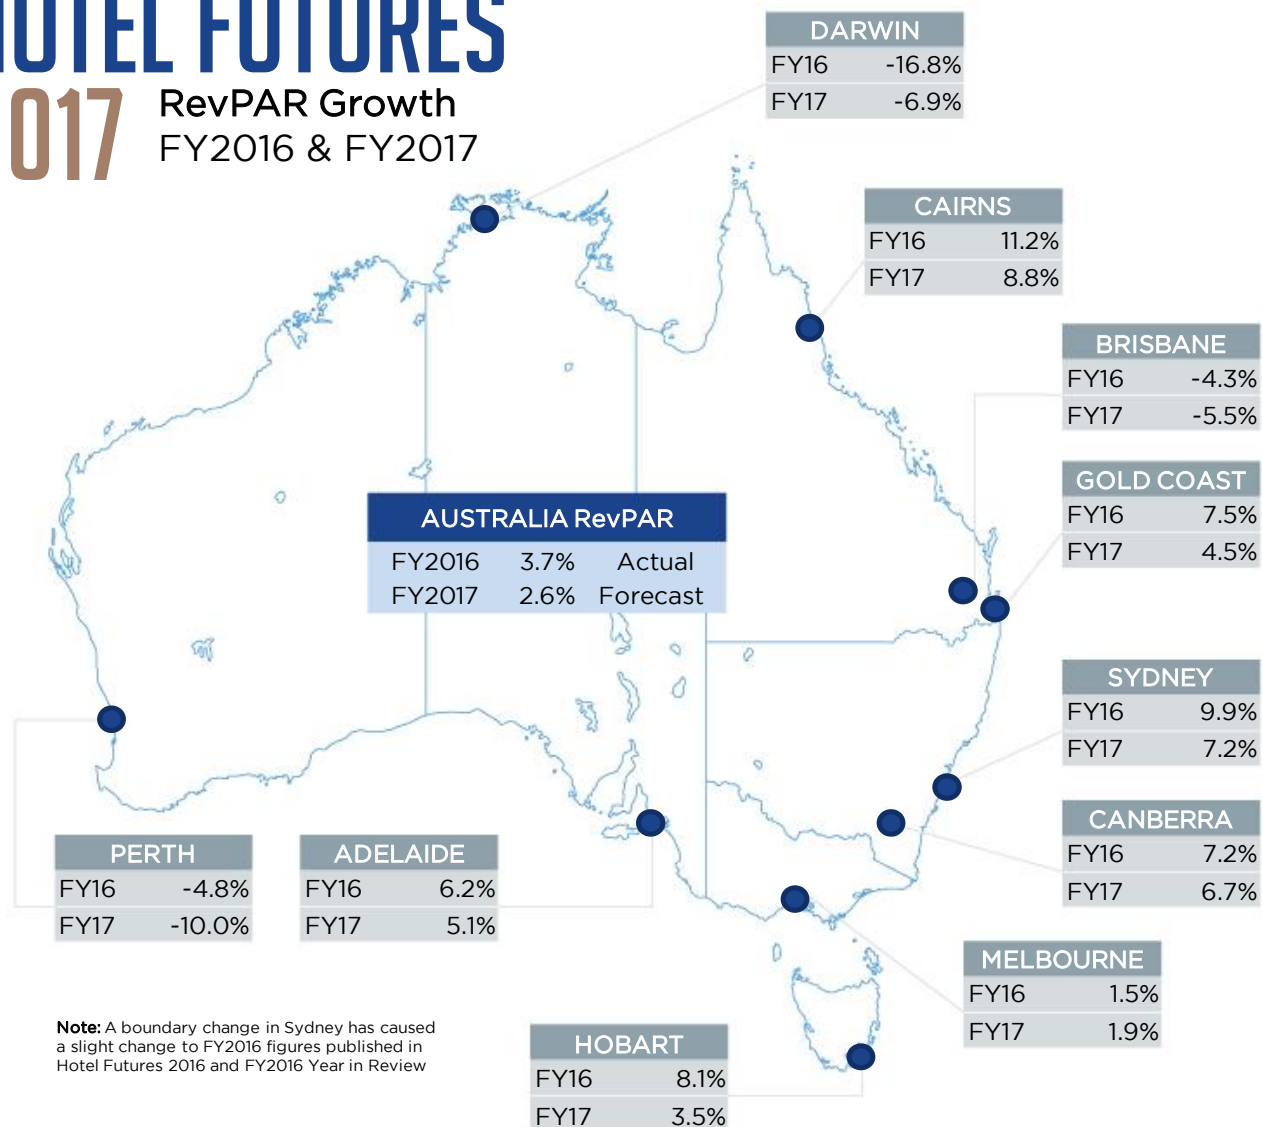 HOTEL FUTURES
017
RevPAR Growth
FY2016 & FY2017
DARWIN
FY16 -16.8%
FY17 -6.9%
CAIRNS
FY16 11.2%
FY17 8.8%
BRISBANE
FY16 -4.3%
FY17 -5.5%
GOLD COAST
FY16 7.5%
FY17 4.5%
AUSTRALIA RevPAR
FY2016 3.7% Actual
FY2017 2.6% Forecast
SYDNEY
FY16 9.9%
FY17 7.2%
CANBERRA
FY16 7.2%
FY17 6.7%
PERTH
FY16 -4.8%
FY17 -10.0%
ADELAIDE
FY16 6.2%
FY17 5.1%
MELBOURNE
FY16 1.5%
FY17 1.9%
HOBART
FY16 8.1%
FY17 3.5%
Note: A boundary change in Sydney has caused
a slight change to FY2016 figures published in
Hotel Futures 2016 and FY2016 Year in Review